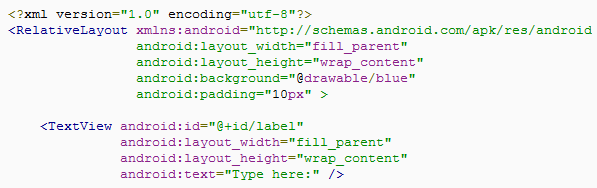 <?xml version="1.0" encoding="utf-8"?>
<RelativeLayout xmlns:android="http://schemas.android.com/apk/res/android
android:layout_width="fill_parent"
android:layout_height="wrap_content"
android:background="@drawable/blue"
android:padding="10px" >
<TextView android:id="@+id/label"
android:layout_width="fill_parent"
android:layout_height="wrap_content"
android:text="Type here:" />